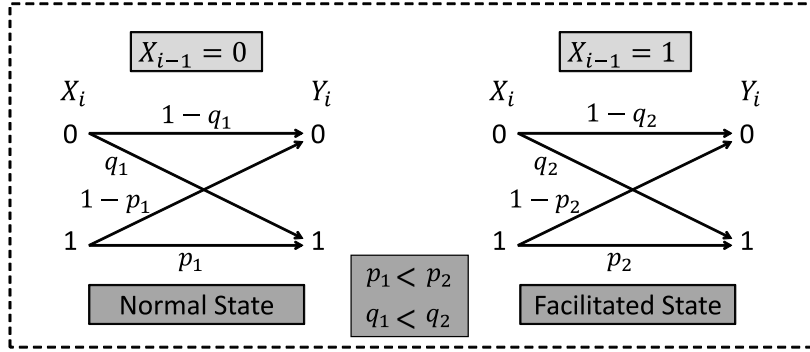 X_{i-1} = 0
X_i
Y_i
1 − q_1
0
0
q_1
1 − p_1
1
1
p_1
Normal State
p_1 < p_2
q_1 < q_2
X_{i-1} = 1
X_i
Y_i
1 − q_2
0
0
q_2
1 − p_2
1
1
p_2
Facilitated State